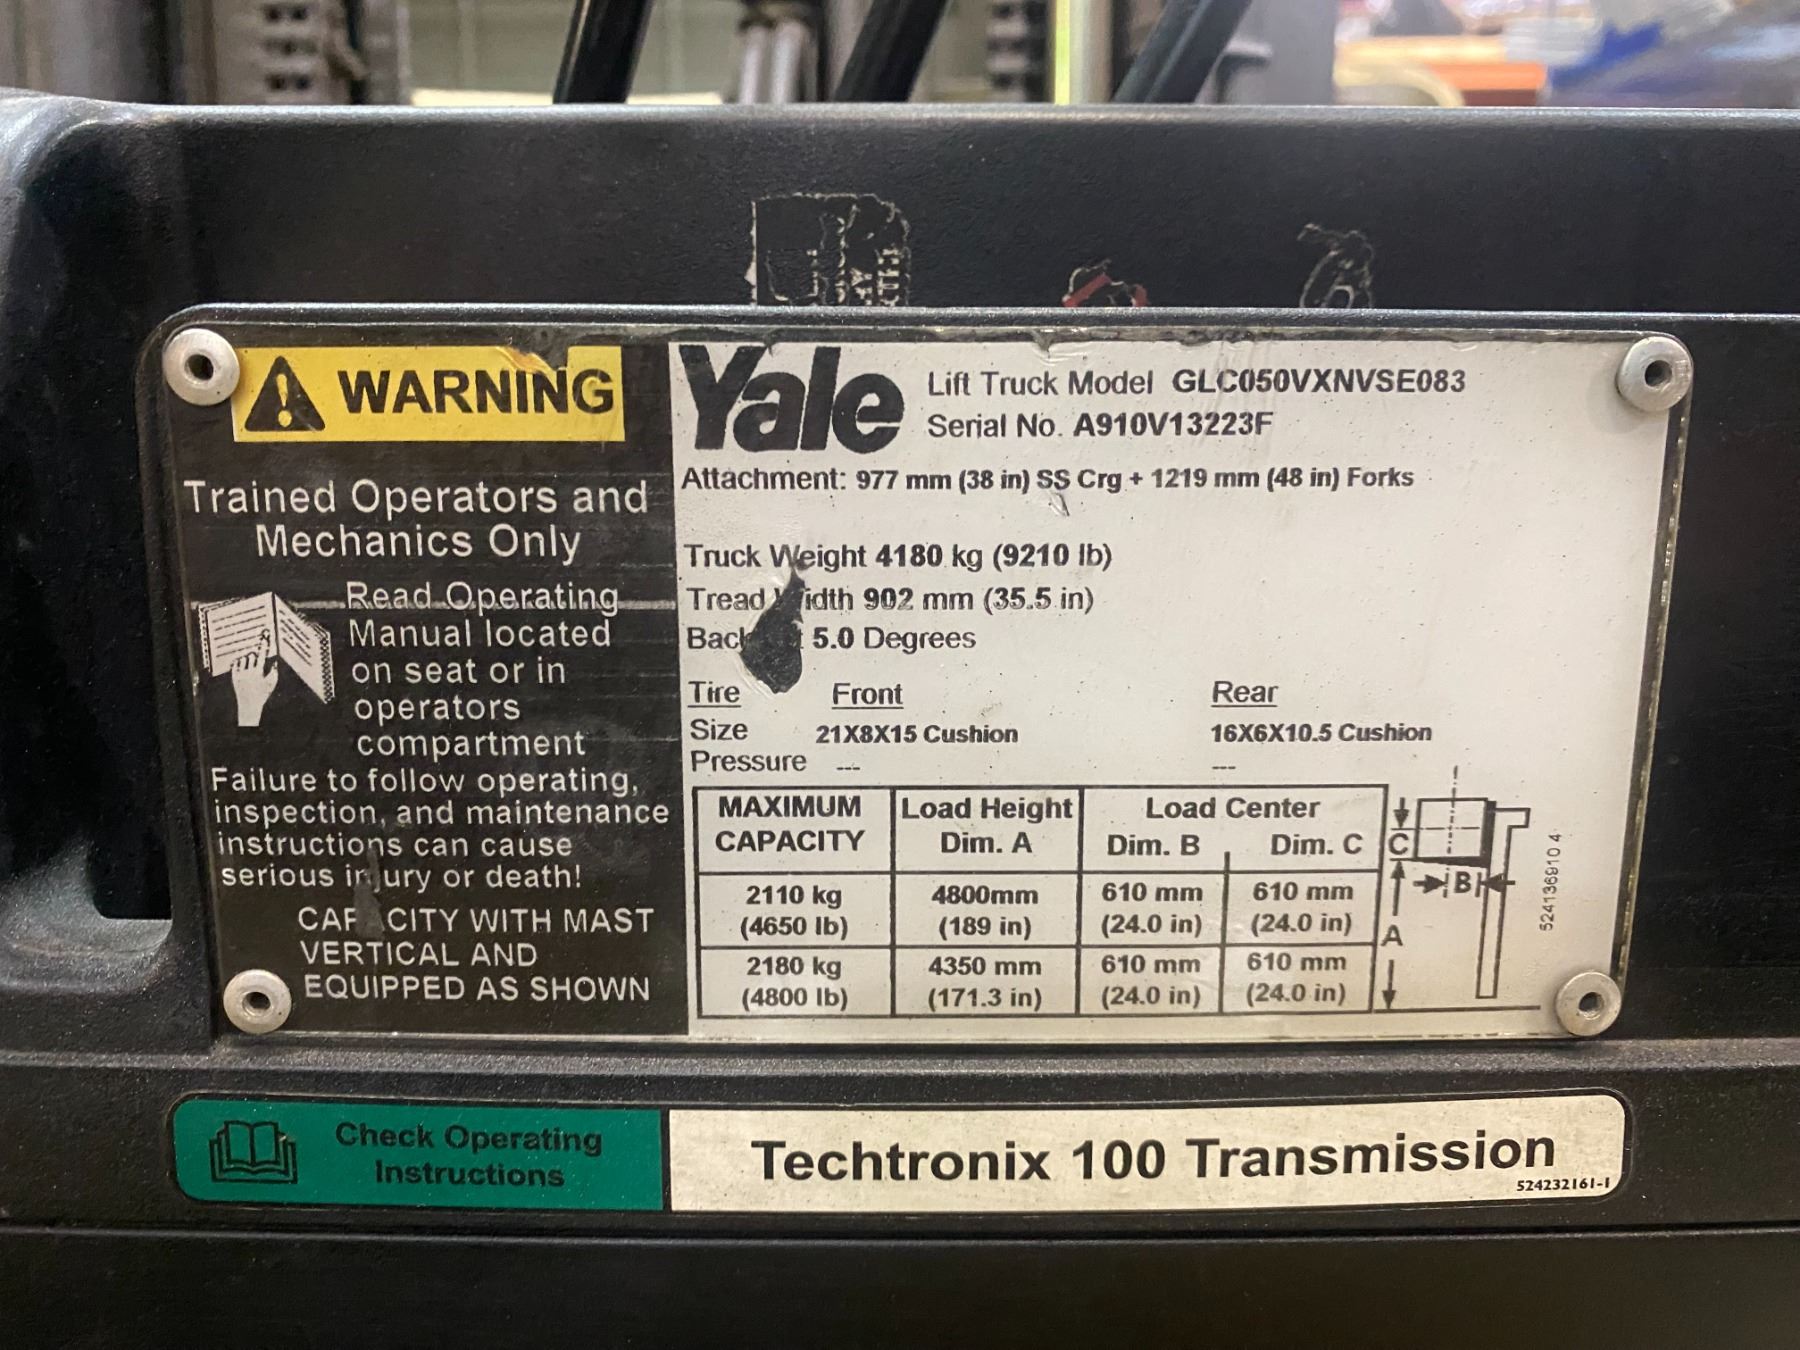 WARNING
Trained Operators and
Mechanics Only
Read Operating
Manual located
on seat or in
operators
compartment
Failure to follow operating,
inspection, and maintenance
instructions can cause
serious injury or death!
CAPACITY WITH MAST
VERTICAL AND
EQUIPPED AS SHOWN
Yale
Lift Truck Model GLC050VXNVSE083
Serial No. A910V13223F
Attachment: 977 mm (38 in) SS Crg + 1219 mm (48 in) Forks
Truck Weight 4180 kg (9210 lb)
Tread Width 902 mm (35.5 in)
5.0 Degrees
Tire Front Rear
Size 21X8X15 Cushion 16X6X10.5 Cushion
Pressure --- ---
MAXIMUM Load Height Load Center
CAPACITY Dim. A Dim. B Dim. C
2110 kg 4800mm 610 mm 610 mm
(4650 lb) (189 in) (24.0 in) (24.0 in)
2180 kg 4350 mm 610 mm 610 mm
(4800 lb) (171.3 in) (24.0 in) (24.0 in)
C
B
A
524136910 4
Check Operating
Instructions
Techtronix 100 Transmission
524232161-1